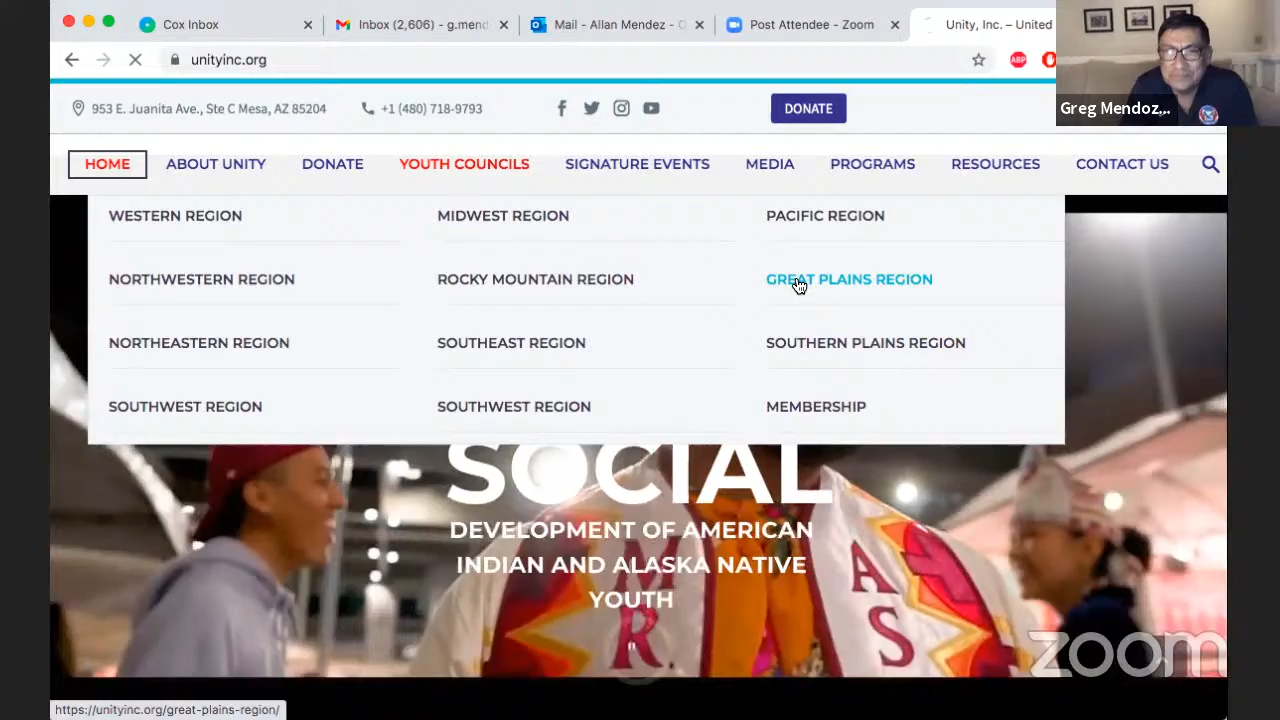 Cox Inbox
Inbox (2,606) - g.mend
Mail - Allan Mendez - O
Post Attendee - Zoom
Unity, Inc. – United
unityinc.org
ABP
Greg Mendoz...
953 E. Juanita Ave., Ste C Mesa, AZ 85204
+1 (480) 718-9793
DONATE
HOME
ABOUT UNITY
DONATE
YOUTH COUNCILS
SIGNATURE EVENTS
MEDIA
PROGRAMS
RESOURCES
CONTACT US
WESTERN REGION
MIDWEST REGION
PACIFIC REGION
NORTHWESTERN REGION
ROCKY MOUNTAIN REGION
GREAT PLAINS REGION
NORTHEASTERN REGION
SOUTHEAST REGION
SOUTHERN PLAINS REGION
SOUTHWEST REGION
SOUTHWEST REGION
MEMBERSHIP
SOCIAL
DEVELOPMENT OF AMERICAN
INDIAN AND ALASKA NATIVE
YOUTH
M
R
A
S
zoom
https://unityinc.org/great-plains-region/